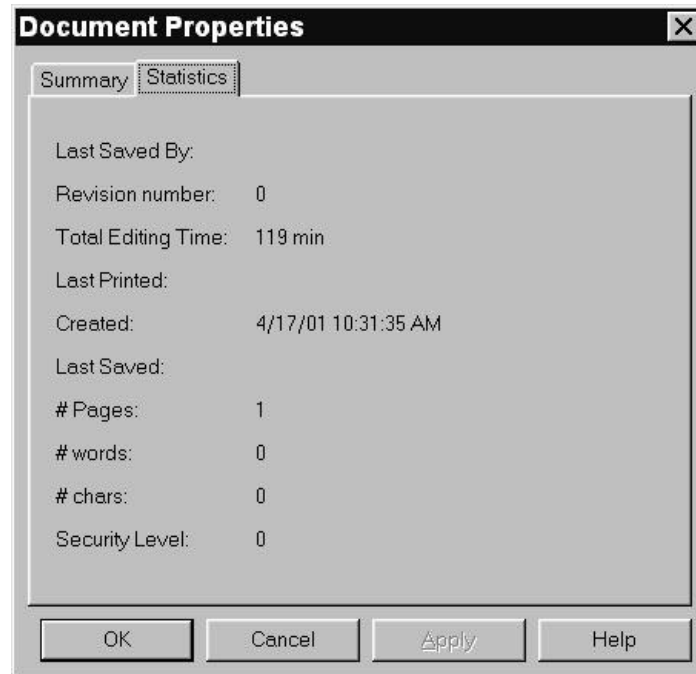 Document Properties
Summary Statistics
Last Saved By:
Revision number: 0
Total Editing Time: 119 min
Last Printed:
Created: 4/17/01 10:31:35 AM
Last Saved:
# Pages: 1
# words: 0
# chars: 0
Security Level: 0
OK Cancel Apply Help